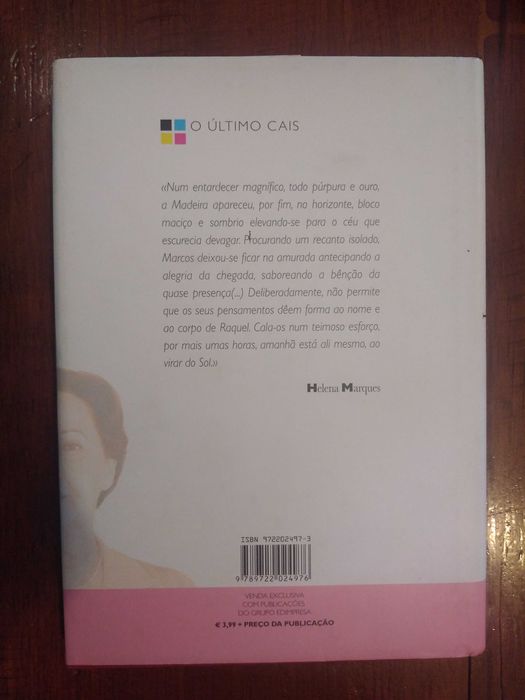 O ÚLTIMO CAIS
«Num entardecer magnífico, todo púrpura e ouro,
a Madeira apareceu, por fim, no horizonte, bloco
maciço e sombrio elevando-se para o céu que
escurecia devagar. Procurando um recanto isolado,
Marcos deixou-se ficar na amurada antecipando a
alegria da chegada, saboreando a bênção da
quase presença(...) Deliberadamente, não permite
que os seus pensamentos dêem forma ao nome e
ao corpo de Raquel. Cala-os num teimoso esforço,
por mais umas horas, amanhã está ali mesmo, ao
virar do Sol.»
Helena Marques
ISBN 972202497-3
9 789722 024976
VENDA EXCLUSIVA
COM PUBLICAÇÕES
DO GRUPO EDIMPRESA
€ 3,99 + PREÇO DA PUBLICAÇÃO